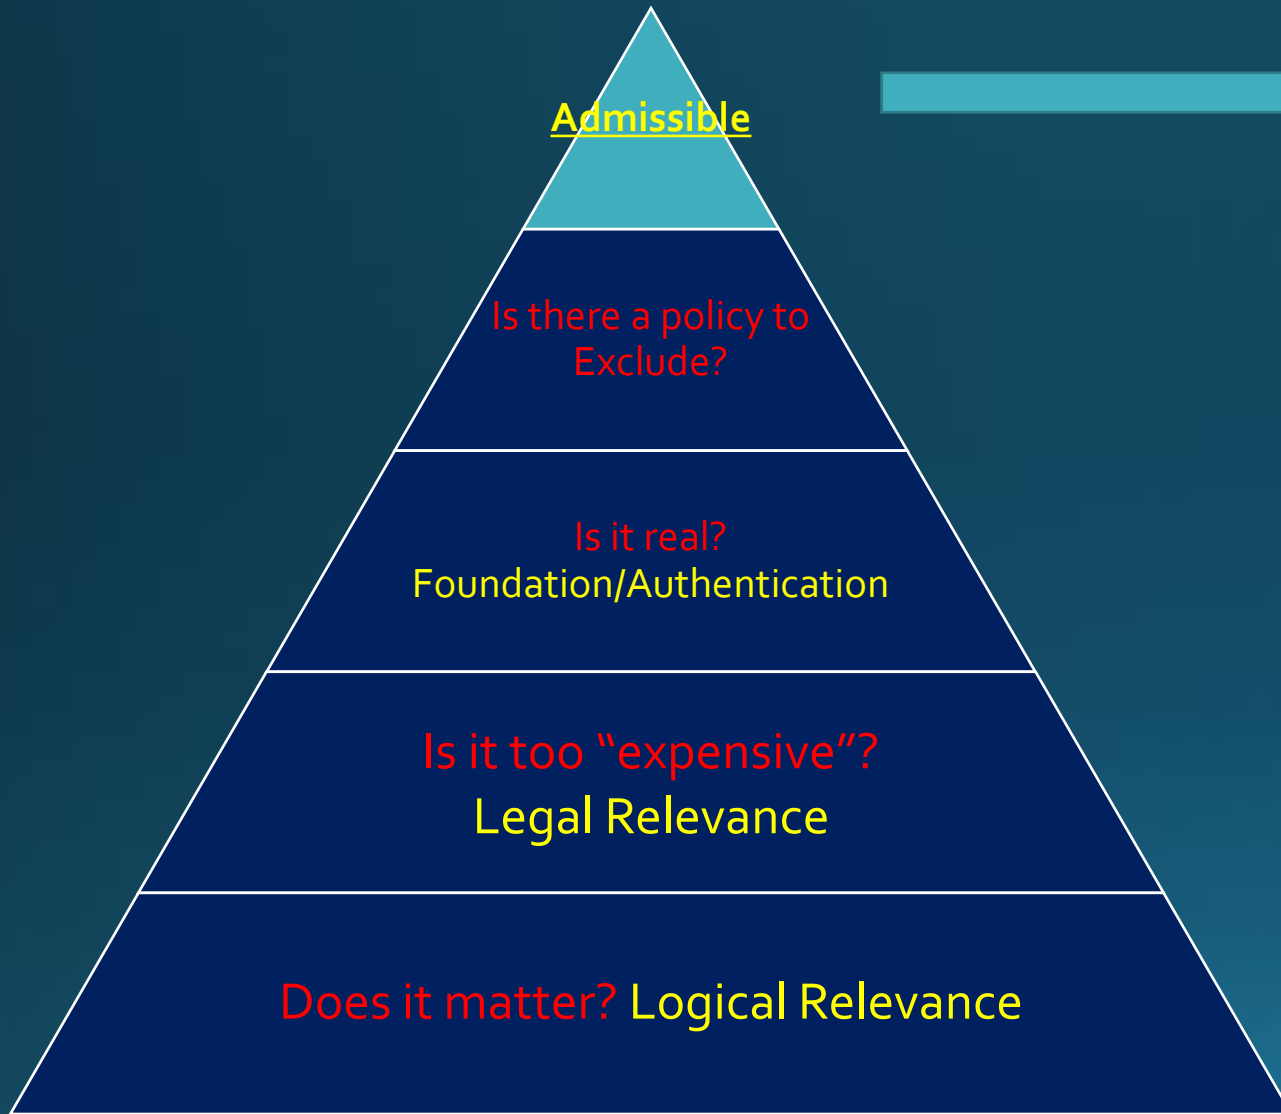 Admissible
Is there a policy to
Exclude?
Is it real?
Foundation/Authentication
Is it too “expensive”?
Legal Relevance
Does it matter? Logical Relevance